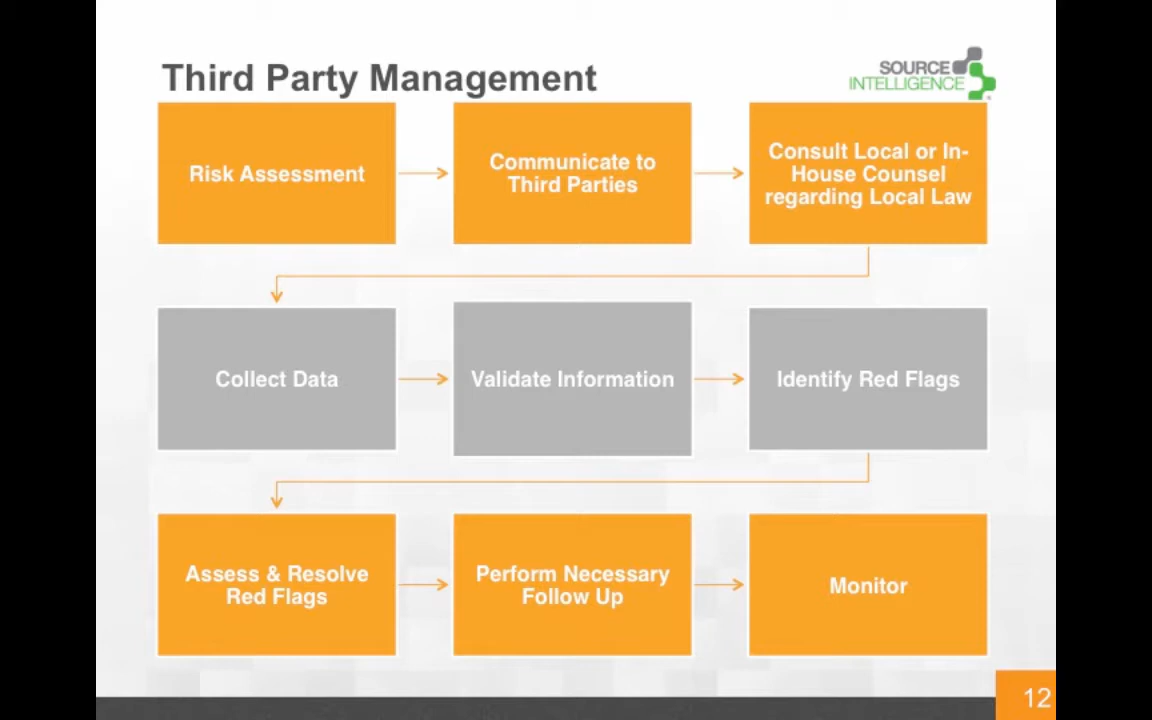 Third Party Management
SOURCE
INTELLIGENCE
Risk Assessment
Communicate to
Third Parties
Consult Local or In-
House Counsel
regarding Local Law
Collect Data
Validate Information
Identify Red Flags
Assess & Resolve
Red Flags
Perform Necessary
Follow Up
Monitor
12